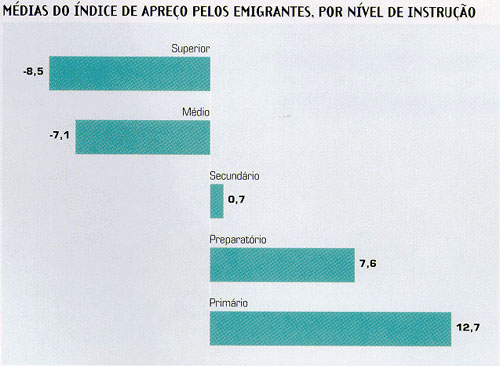 MÉDIAS DO ÍNDICE DE APREÇO PELOS EMIGRANTES, POR NÍVEL DE INSTRUÇÃO
Superior
-8,5
Médio
-7,1
Secundário
0,7
Preparatório
7,6
Primário
12,7